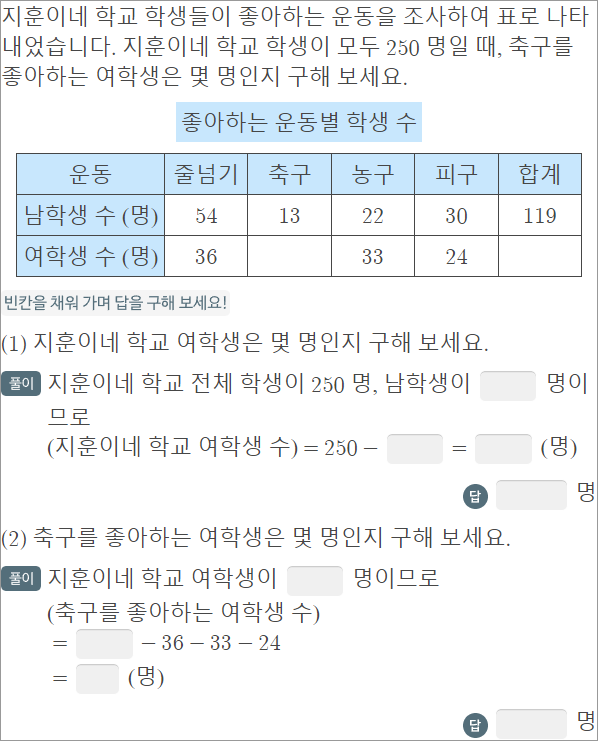 지훈이네 학교 학생들이 좋아하는 운동을 조사하여 표로 나타
내었습니다. 지훈이네 학교 학생이 모두 250 명일 때, 축구를
좋아하는 여학생은 몇 명인지 구해 보세요.
좋아하는 운동별 학생 수
운동 줄넘기 축구 농구 피구 합계
남학생 수 (명) 54 13 22 30 119
여학생 수 (명) 36 33 24
빈칸을 채워 가며 답을 구해 보세요!
(1) 지훈이네 학교 여학생은 몇 명인지 구해 보세요.
풀이 지훈이네 학교 전체 학생이 250 명, 남학생이 명이
므로
(지훈이네 학교 여학생 수) = 250 − = (명)
답 명
(2) 축구를 좋아하는 여학생은 몇 명인지 구해 보세요.
풀이 지훈이네 학교 여학생이 명이므로
(축구를 좋아하는 여학생 수)
= − 36 − 33 − 24
= (명)
답 명